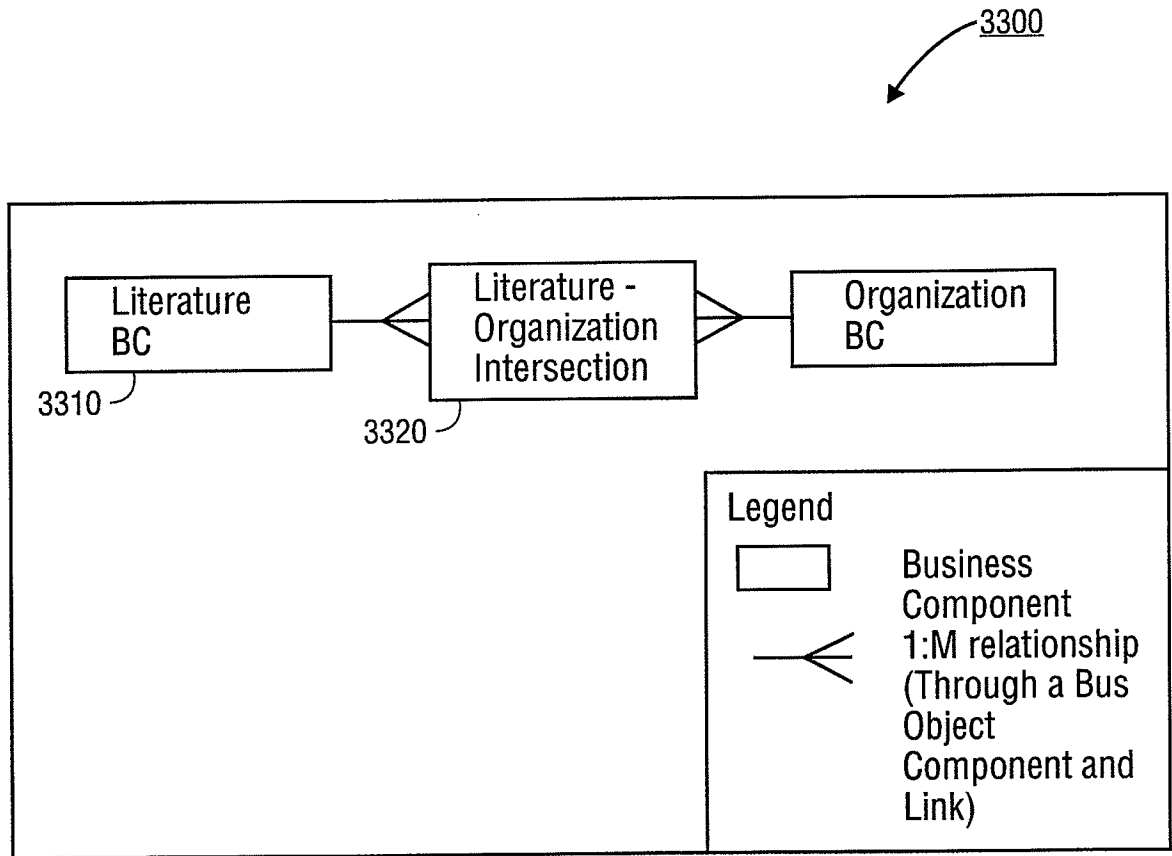 3300
Literature
BC
3310
Literature -
Organization
Intersection
3320
Organization
BC
Legend
Business
Component
1:M relationship
(Through a Bus
Object
Component and
Link)